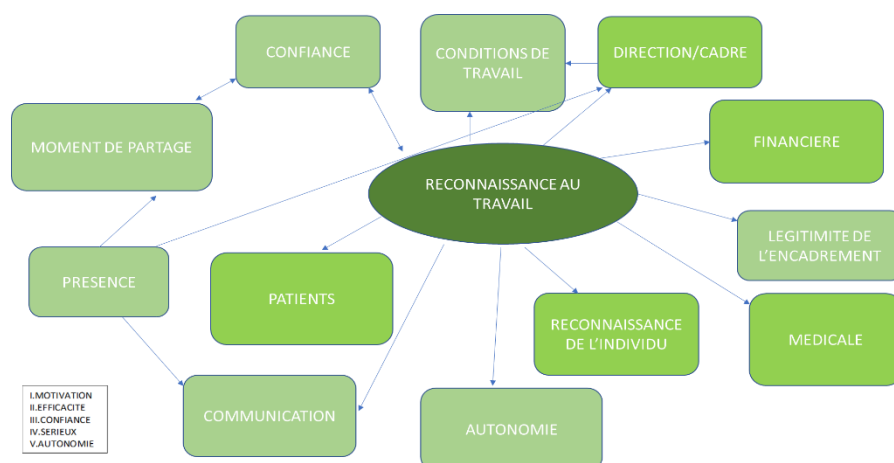 CONFIANCE
CONDITIONS DE
TRAVAIL
DIRECTION/CADRE
MOMENT DE PARTAGE
FINANCIERE
RECONNAISSANCE AU
TRAVAIL
LEGITIMITE DE
L'ENCADREMENT
PRESENCE
PATIENTS
RECONNAISSANCE
DE L'INDIVIDU
MEDICALE
COMMUNICATION
AUTONOMIE
I.MOTIVATION
II.EFFICACITE
III.CONFIANCE
IV.SERIEUX
V.AUTONOMIE